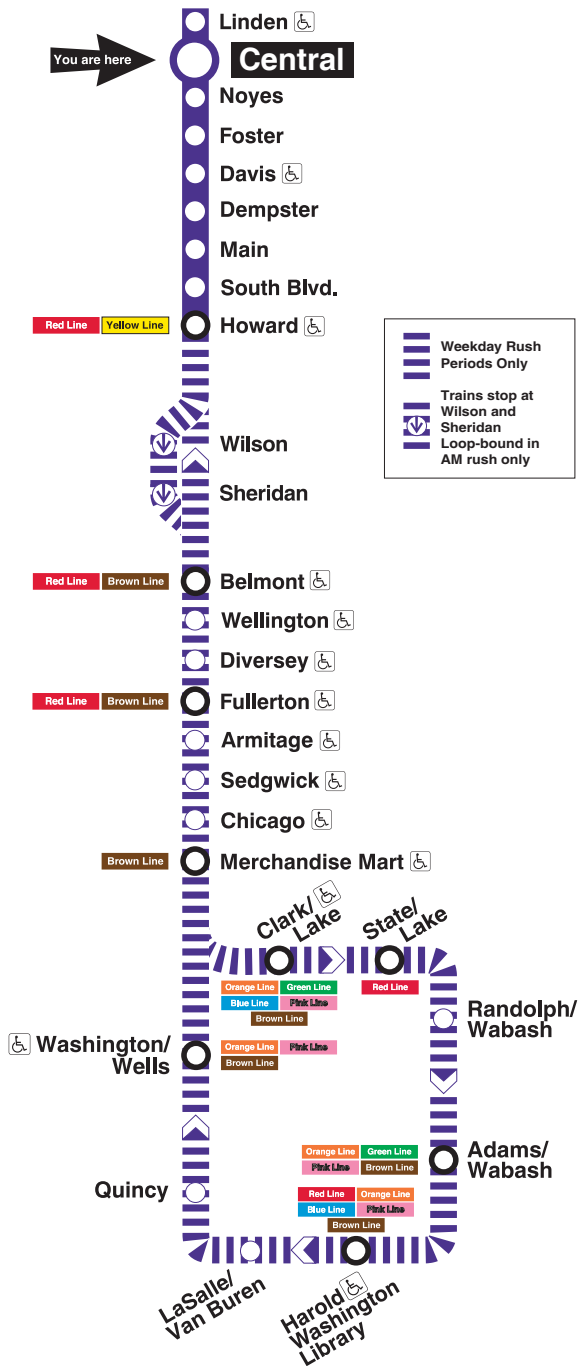 Linden
You are here
Central
Noyes
Foster
Davis
Dempster
Main
South Blvd.
Red Line
Yellow Line
Howard
Weekday Rush
Periods Only
Trains stop at
Wilson and
Sheridan
Loop-bound in
AM rush only
Wilson
Sheridan
Red Line
Brown Line
Belmont
Wellington
Diversey
Red Line
Brown Line
Fullerton
Armitage
Sedgwick
Chicago
Brown Line
Merchandise Mart
Clark/
Lake
State/
Lake
Orange Line
Green Line
Blue Line
Pink Line
Brown Line
Red Line
Randolph/
Wabash
Washington/
Wells
Orange Line
Pink Line
Brown Line
Adams/
Wabash
Orange Line
Green Line
Pink Line
Brown Line
Quincy
Red Line
Orange Line
Blue Line
Pink Line
Brown Line
LaSalle/
Van Buren
Harold
Washington
Library